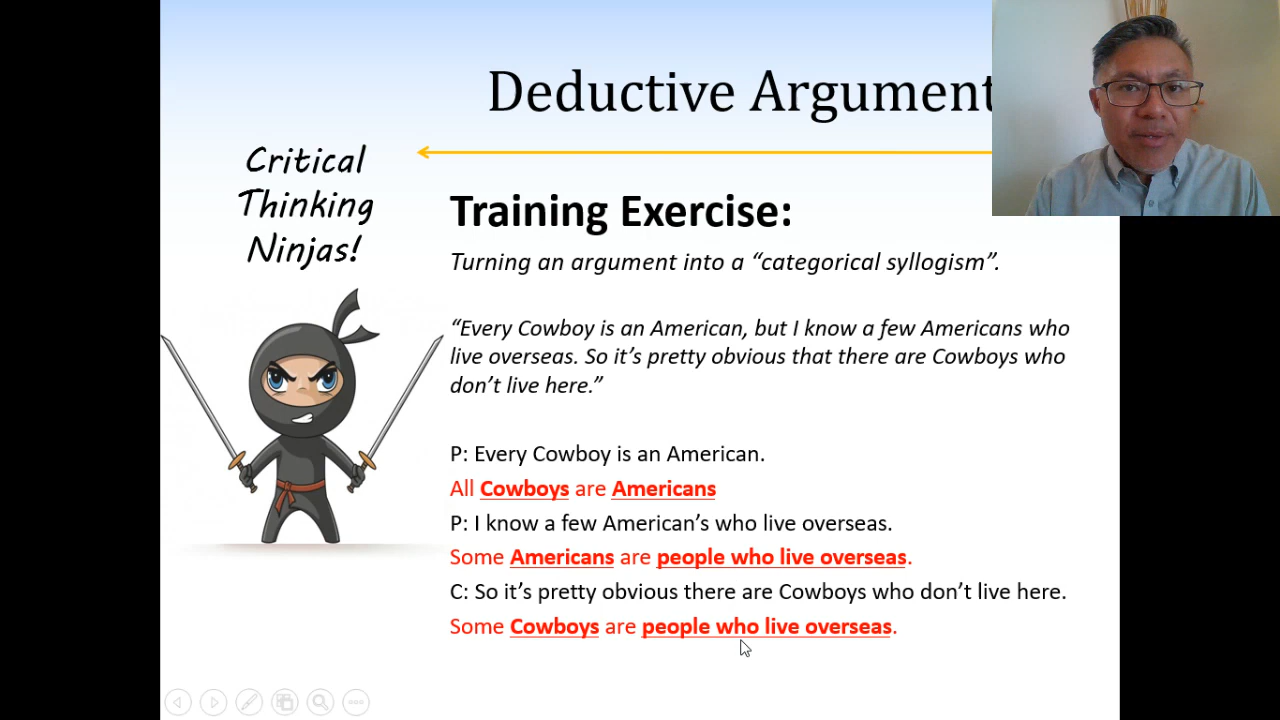 Deductive Argument
Critical
Thinking
Ninjas!
Training Exercise:
Turning an argument into a “categorical syllogism”.
“Every Cowboy is an American, but I know a few Americans who
live overseas. So it’s pretty obvious that there are Cowboys who
don’t live here.”
P: Every Cowboy is an American.
All Cowboys are Americans
P: I know a few American’s who live overseas.
Some Americans are people who live overseas.
C: So it’s pretty obvious there are Cowboys who don’t live here.
Some Cowboys are people who live overseas.